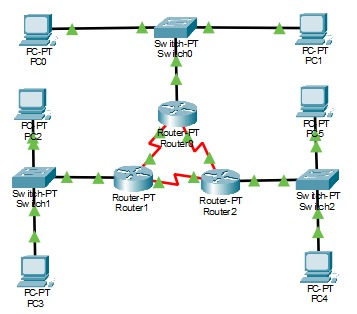 PC-PT
PC0
Switch-PT
Switch0
PC-PT
PC1
PC-PT
PC2
Router-PT
PC-PT
PC5
Switch-PT
Switch1
Router-PT
Router1
Router-PT
Router2
Switch-PT
Switch2
PC-PT
PC3
PC-PT
PC4